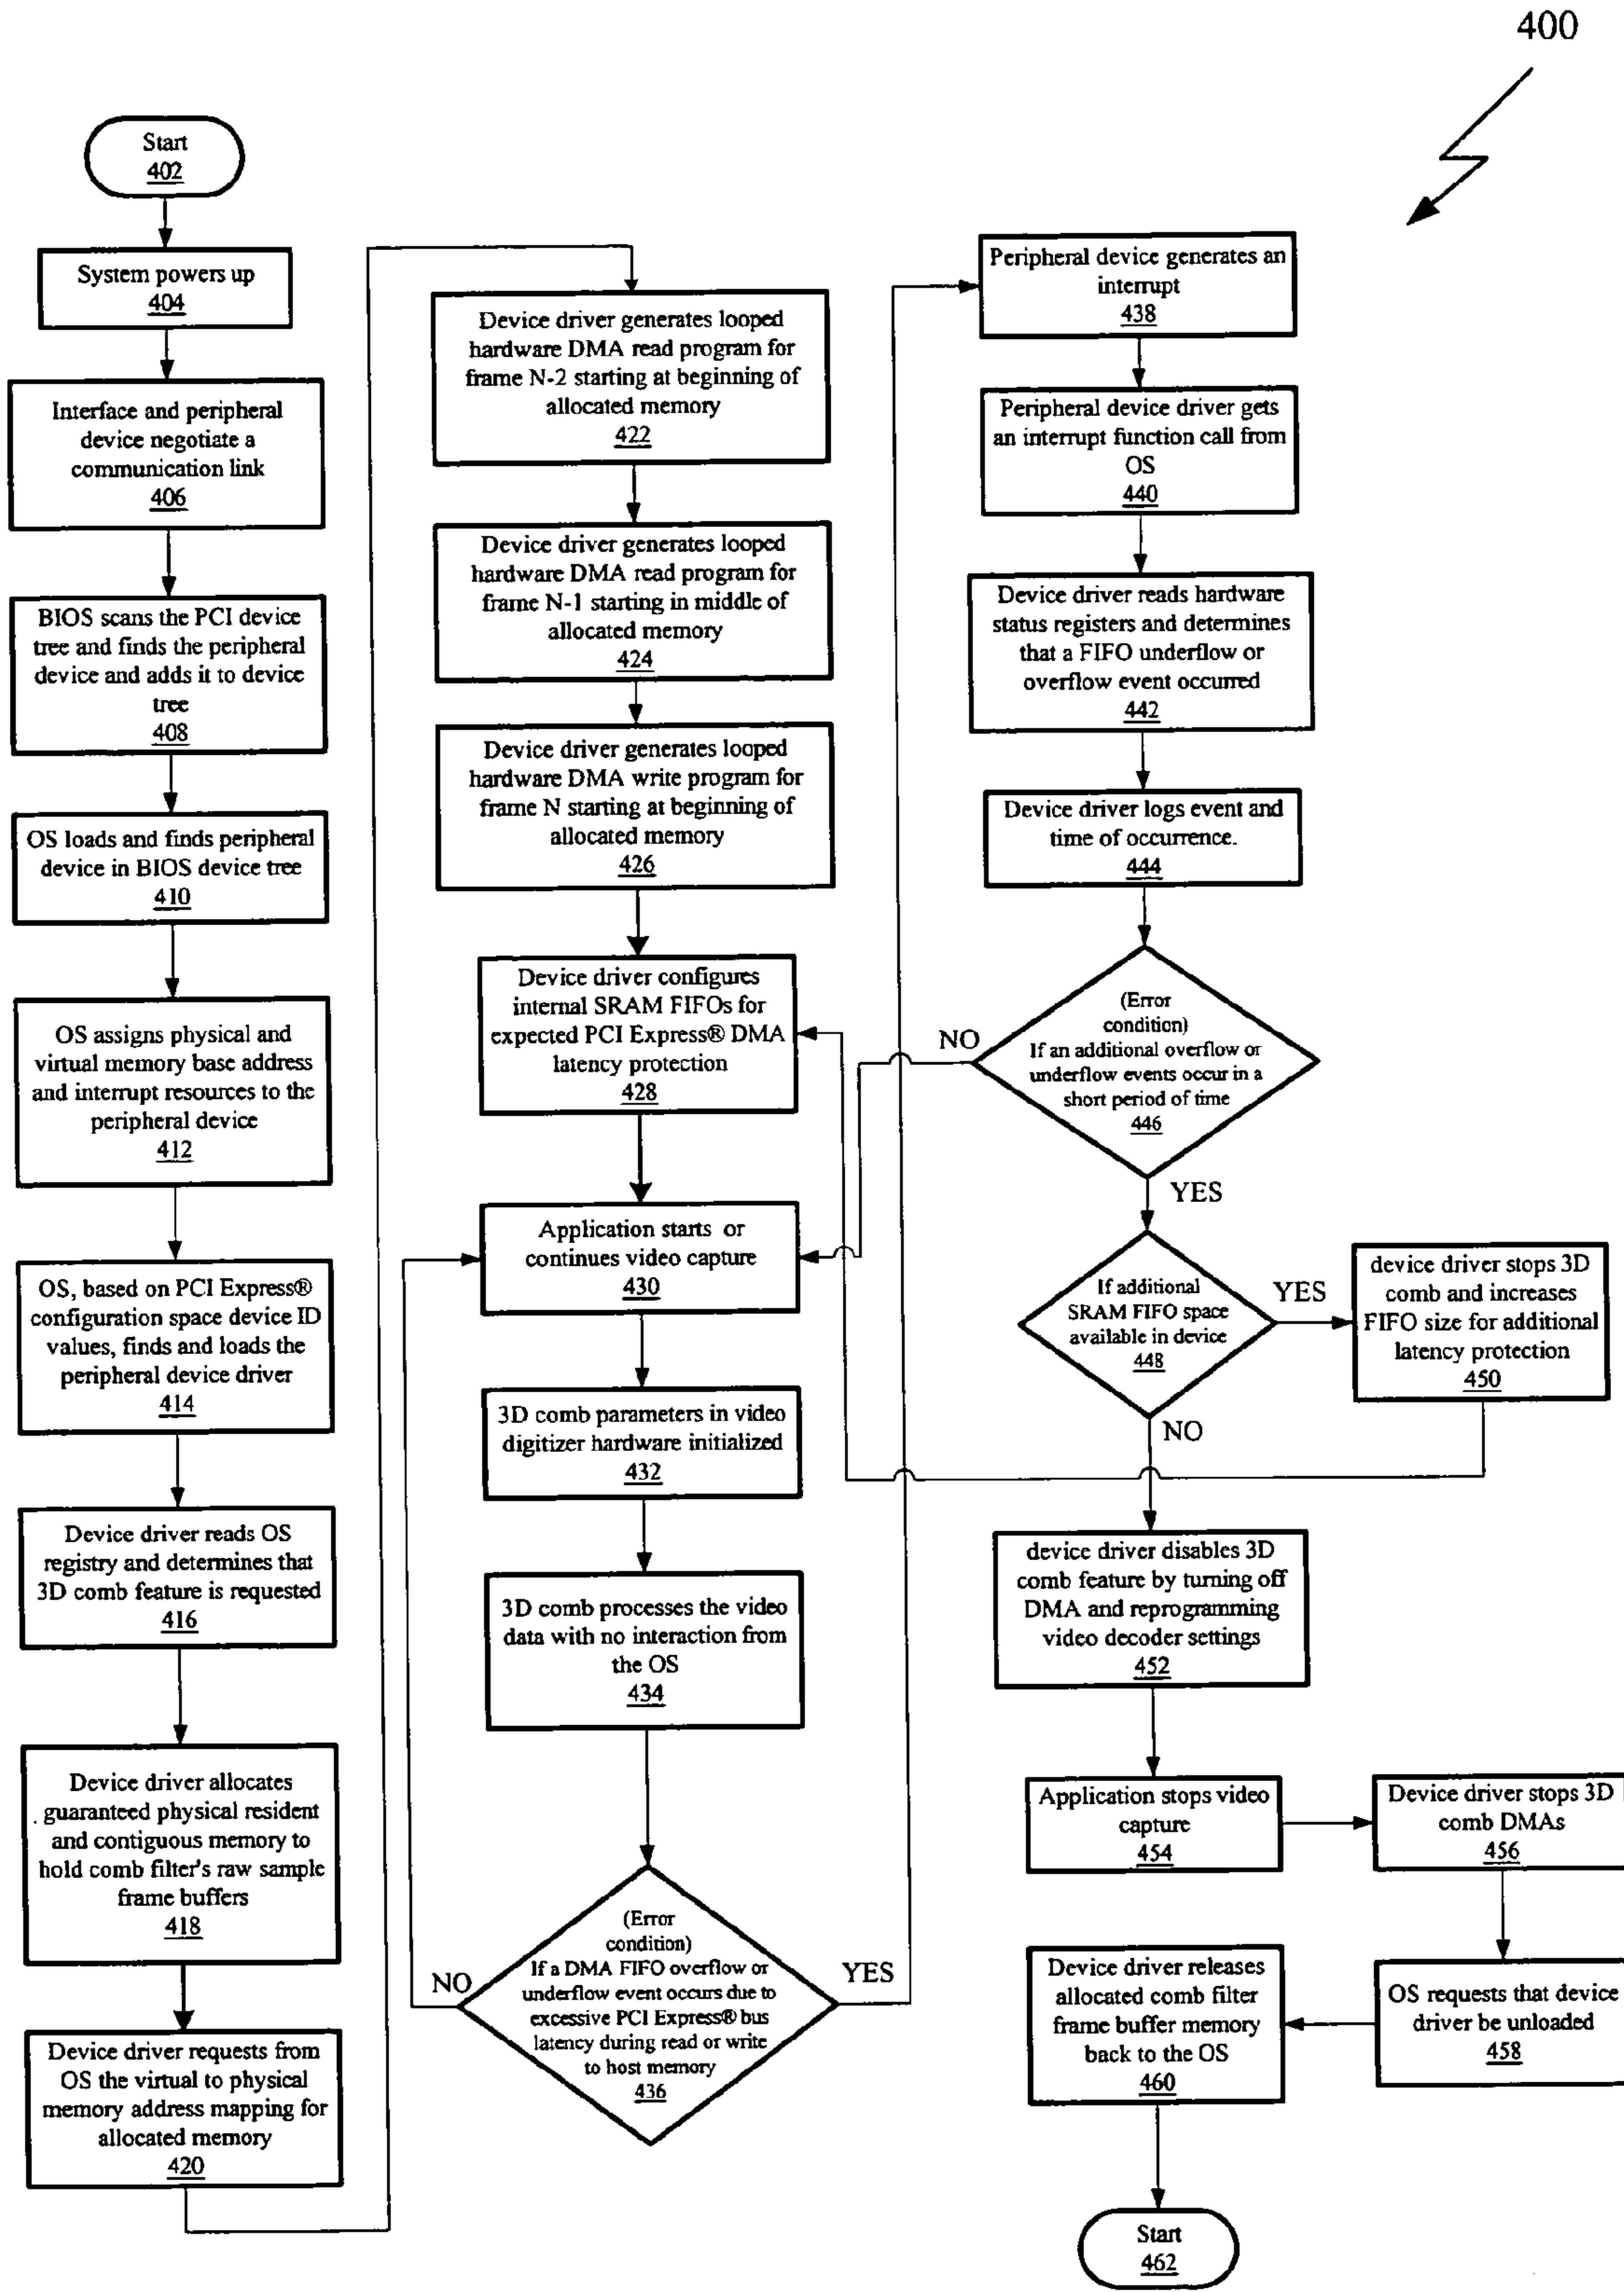 400
Start
402
System powers up
404
Interface and peripheral
device negotiate a
communication link
406
BIOS scans the PCI device
tree and finds the peripheral
device and adds it to device
tree
408
OS loads and finds peripheral
device in BIOS device tree
410
OS assigns physical and
virtual memory base address
and interrupt resources to the
peripheral device
412
OS, based on PCI Express®
configuration space device ID
values, finds and loads the
peripheral device driver
414
Device driver reads OS
registry and determines that
3D comb feature is requested
416
Device driver allocates
guaranteed physical resident
and contiguous memory to
hold comb filter's raw sample
frame buffers
418
Device driver requests from
OS the virtual to physical
memory address mapping for
allocated memory
420
Device driver generates looped
hardware DMA read program for
frame N-2 starting at beginning of
allocated memory
422
Device driver generates looped
hardware DMA read program for
frame N-1 starting in middle of
allocated memory
424
Device driver generates looped
hardware DMA write program for
frame N starting at beginning of
allocated memory
426
Device driver configures
internal SRAM FIFOs for
expected PCI Express® DMA
latency protection
428
Application starts or
continues video capture
430
3D comb parameters in video
digitizer hardware initialized
432
3D comb processes the video
data with no interaction from
the OS
434
(Error
condition)
If a DMA FIFO overflow or
underflow event occurs due to
excessive PCI Express® bus
latency during read or write
to host memory
436
NO
YES
Peripheral device generates an
interrupt
438
Peripheral device driver gets
an interrupt function call from
OS
440
Device driver reads hardware
status registers and determines
that a FIFO underflow or
overflow event occurred
442
Device driver logs event and
time of occurrence.
444
(Error
condition)
If an additional overflow or
underflow events occur in a
short period of time
446
NO
YES
If additional
SRAM FIFO space
available in device
448
YES
NO
device driver stops 3D
comb and increases
FIFO size for additional
latency protection
450
device driver disables 3D
comb feature by turning off
DMA and reprogramming
video decoder settings
452
Application stops video
capture
454
Device driver stops 3D
comb DMAs
456
OS requests that device
driver be unloaded
458
Device driver releases
allocated comb filter
frame buffer memory
back to the OS
460
Start
462